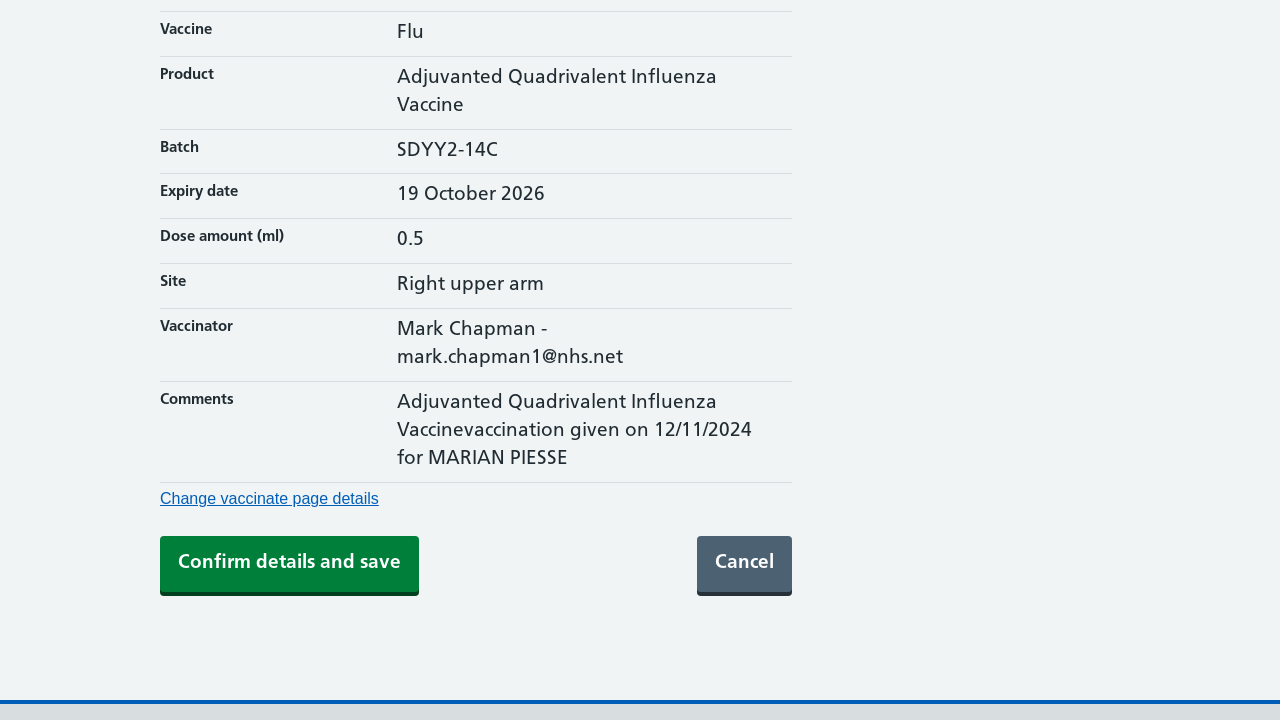 Vaccine
Flu
Product
Adjuvanted Quadrivalent Influenza
Vaccine
Batch
SDYY2-14C
Expiry date
19 October 2026
Dose amount (ml)
0.5
Site
Right upper arm
Vaccinator
Mark Chapman -
mark.chapman1@nhs.net
Comments
Adjuvanted Quadrivalent Influenza
Vaccinevaccination given on 12/11/2024
for MARIAN PIESSE
Change vaccinate page details
Confirm details and save
Cancel